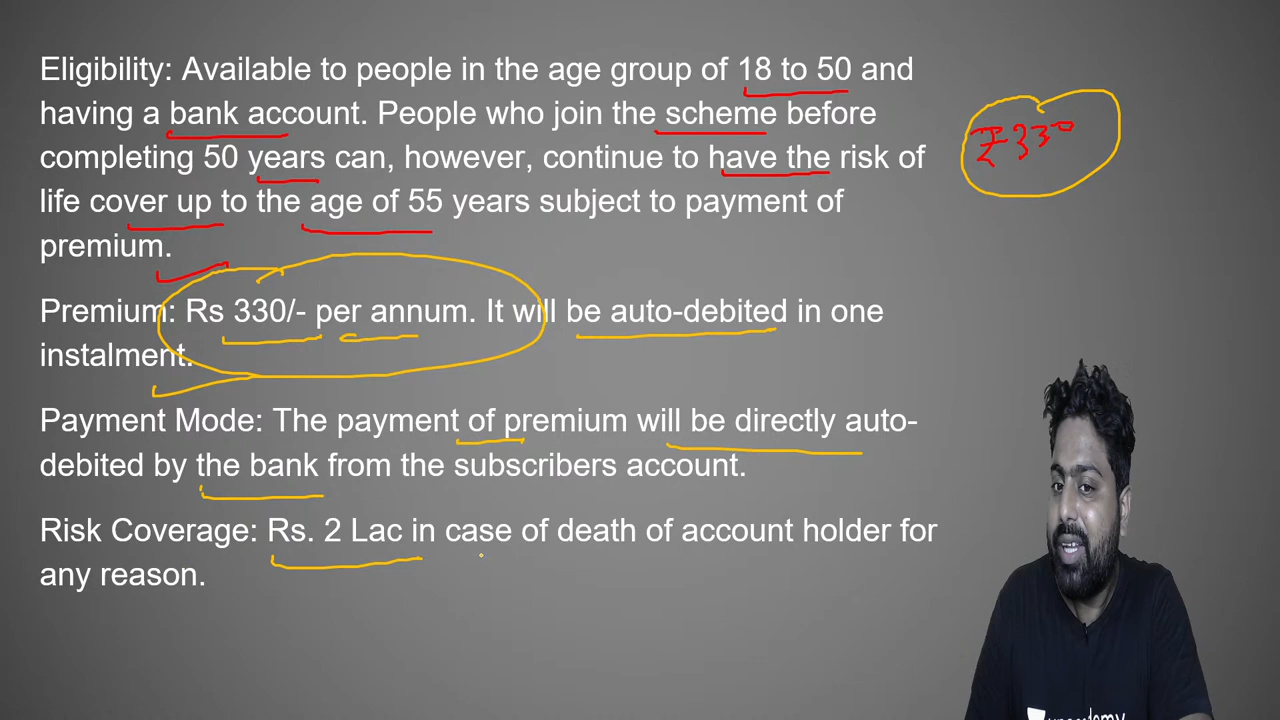 Eligibility: Available to people in the age group of 18 to 50 and
having a bank account. People who join the scheme before
completing 50 years can, however, continue to have the risk of
life cover up to the age of 55 years subject to payment of
premium.
₹330
Premium: Rs 330/- per annum. It will be auto-debited in one
instalment.
Payment Mode: The payment of premium will be directly auto-
debited by the bank from the subscribers account.
Risk Coverage: Rs. 2 Lac in case of death of account holder for
any reason.